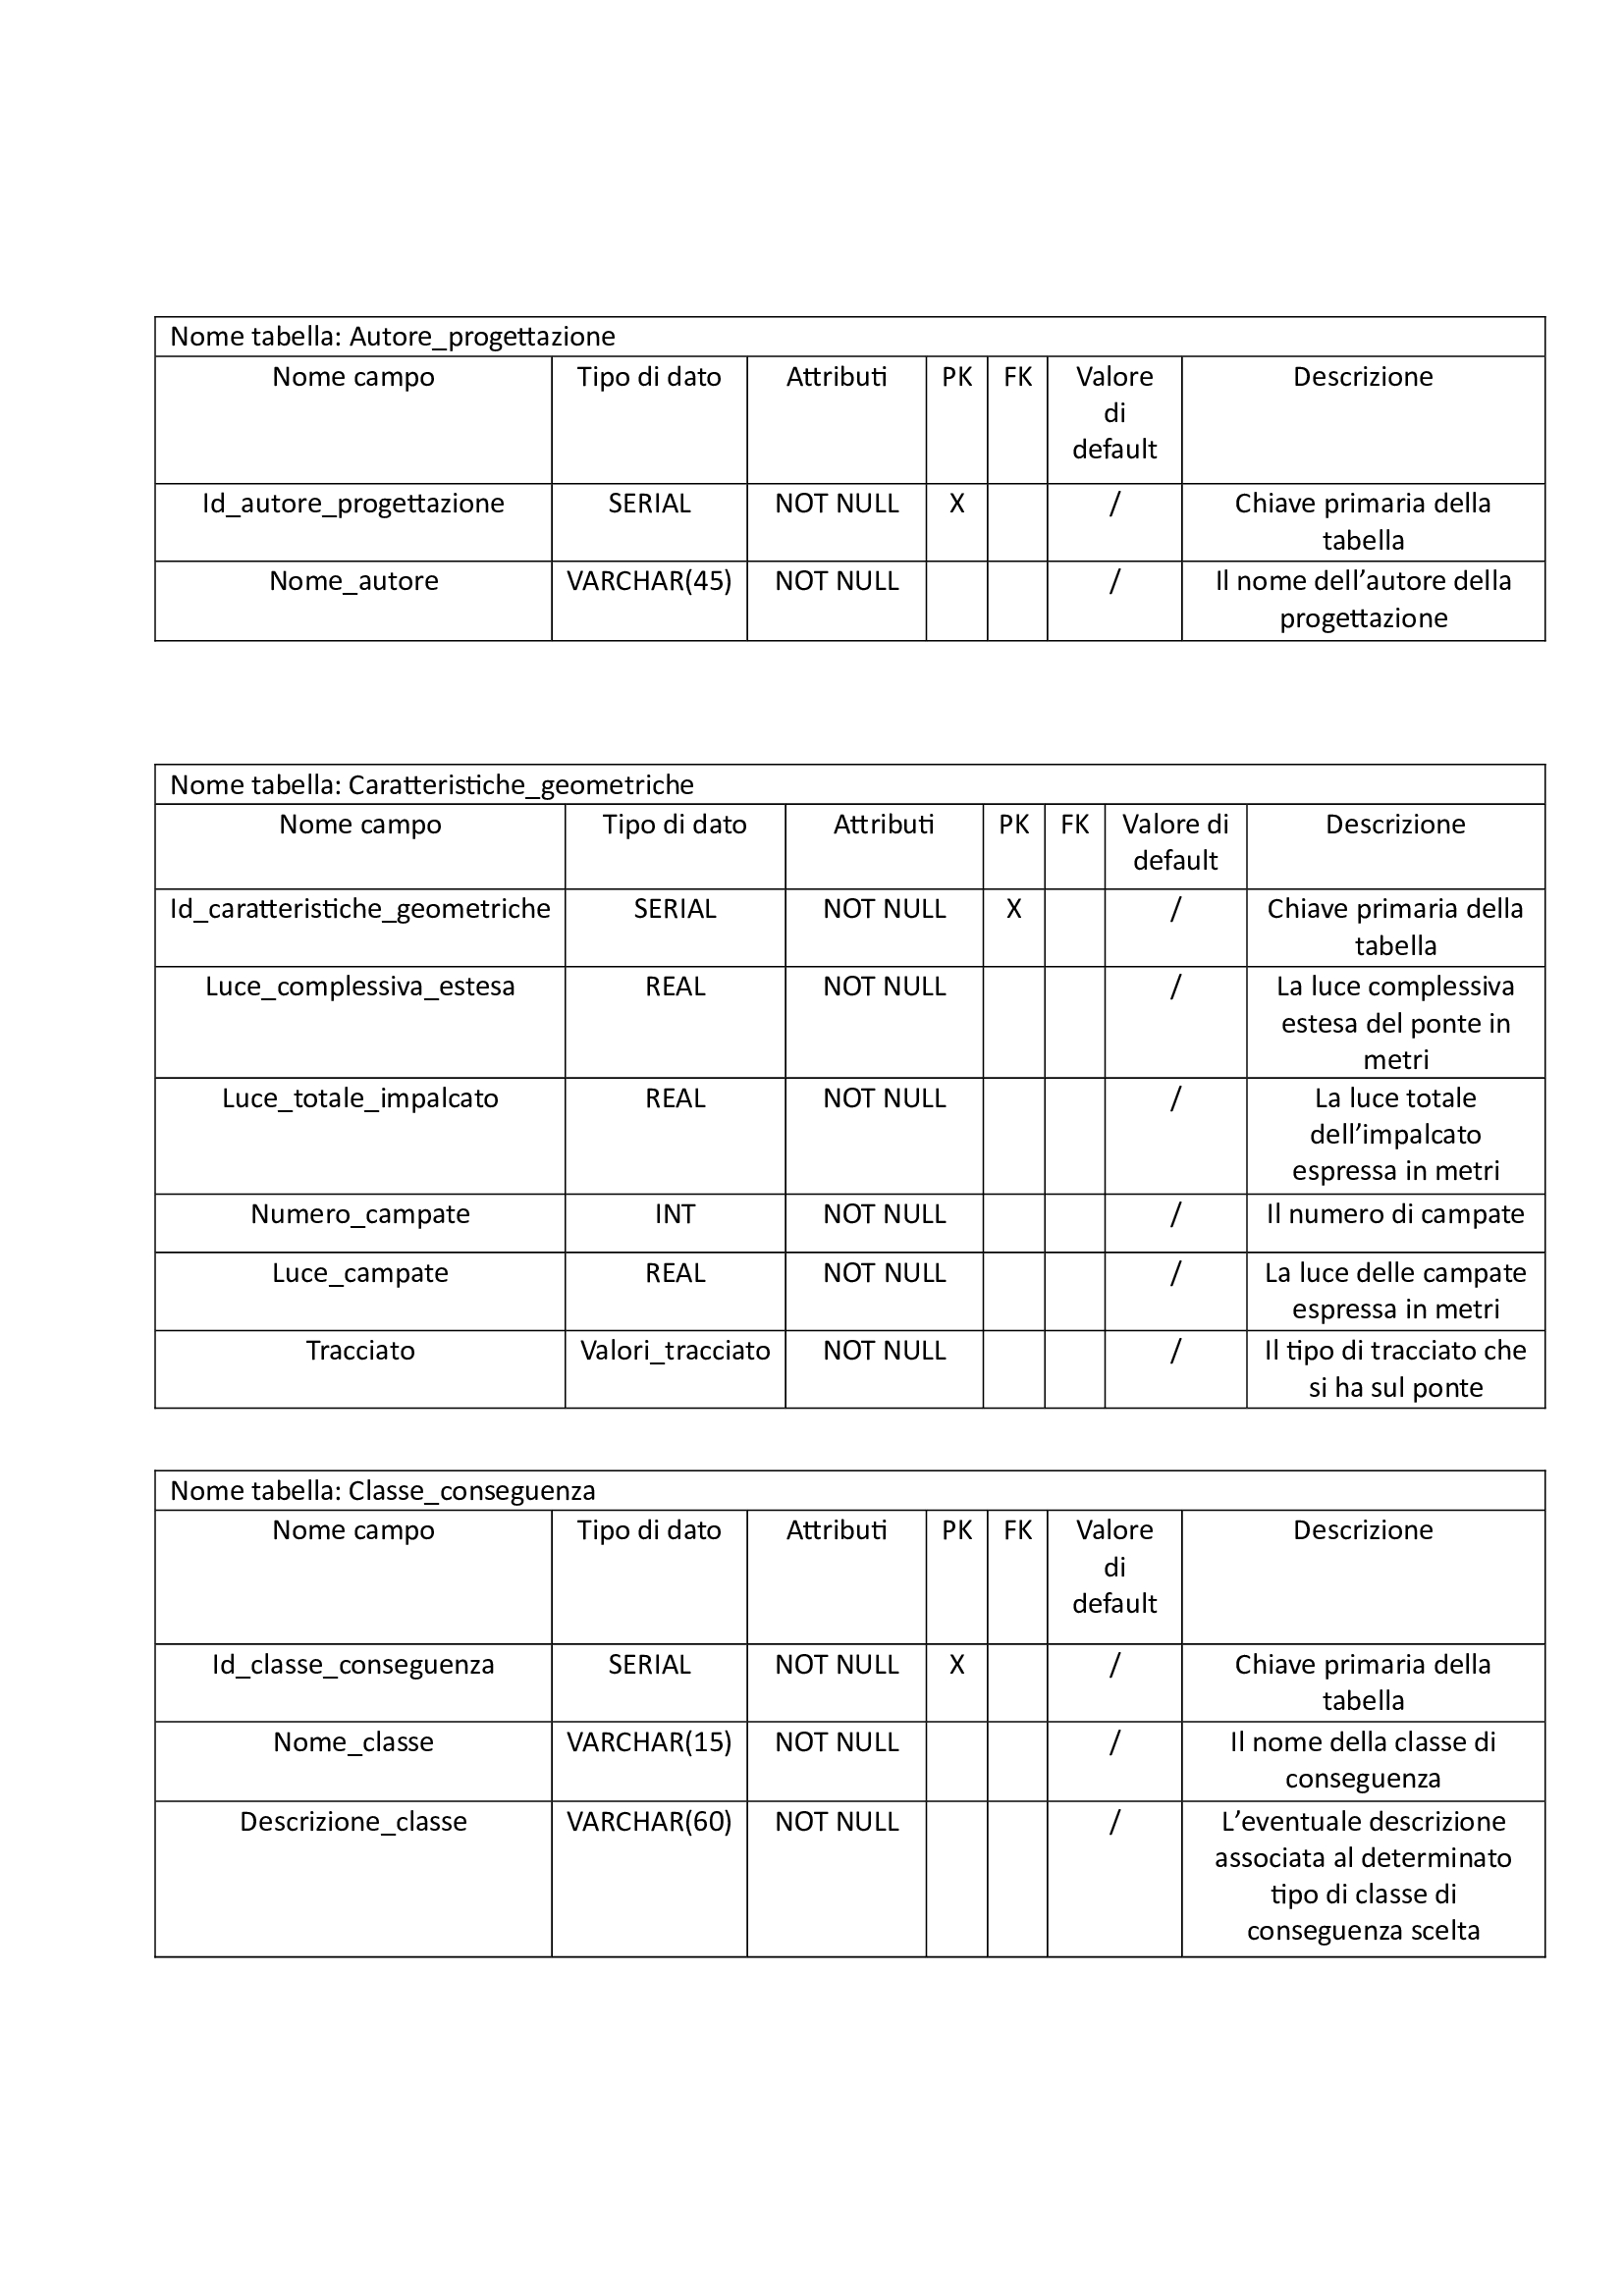 Nome tabella: Autore_progettazione
Nome campo Tipo di dato Attributi PK FK Valore
di
default Descrizione
Id_autore_progettazione SERIAL NOT NULL X / Chiave primaria della
tabella
Nome_autore VARCHAR(45) NOT NULL / Il nome dell’autore della
progettazione
Nome tabella: Caratteristiche_geometriche
Nome campo Tipo di dato Attributi PK FK Valore di
default Descrizione
Id_caratteristiche_geometriche SERIAL NOT NULL X / Chiave primaria della
tabella
Luce_complessiva_estesa REAL NOT NULL / La luce complessiva
estesa del ponte in
metri
Luce_totale_impalcato REAL NOT NULL / La luce totale
dell’impalcato
espressa in metri
Numero_campate INT NOT NULL / Il numero di campate
Luce_campate REAL NOT NULL / La luce delle campate
espressa in metri
Tracciato Valori_tracciato NOT NULL / Il tipo di tracciato che
si ha sul ponte
Nome tabella: Classe_conseguenza
Nome campo Tipo di dato Attributi PK FK Valore
di
default Descrizione
Id_classe_conseguenza SERIAL NOT NULL X / Chiave primaria della
tabella
Nome_classe VARCHAR(15) NOT NULL / Il nome della classe di
conseguenza
Descrizione_classe VARCHAR(60) NOT NULL / L’eventuale descrizione
associata al determinato
tipo di classe di
conseguenza scelta